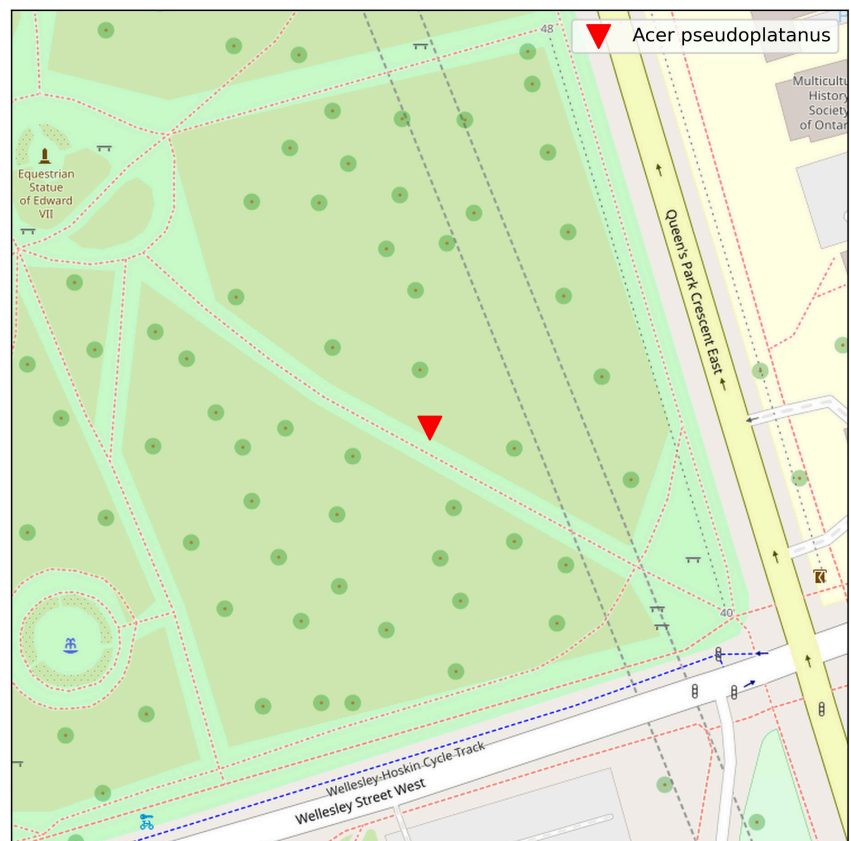 48
Acer pseudoplatanus
Multicultu
History
Society
of Ontar
Equestrian
Statue
of Edward
VII
Queen's Park Crescent East
40
Wellesley-Hoskin Cycle Track
Wellesley Street West